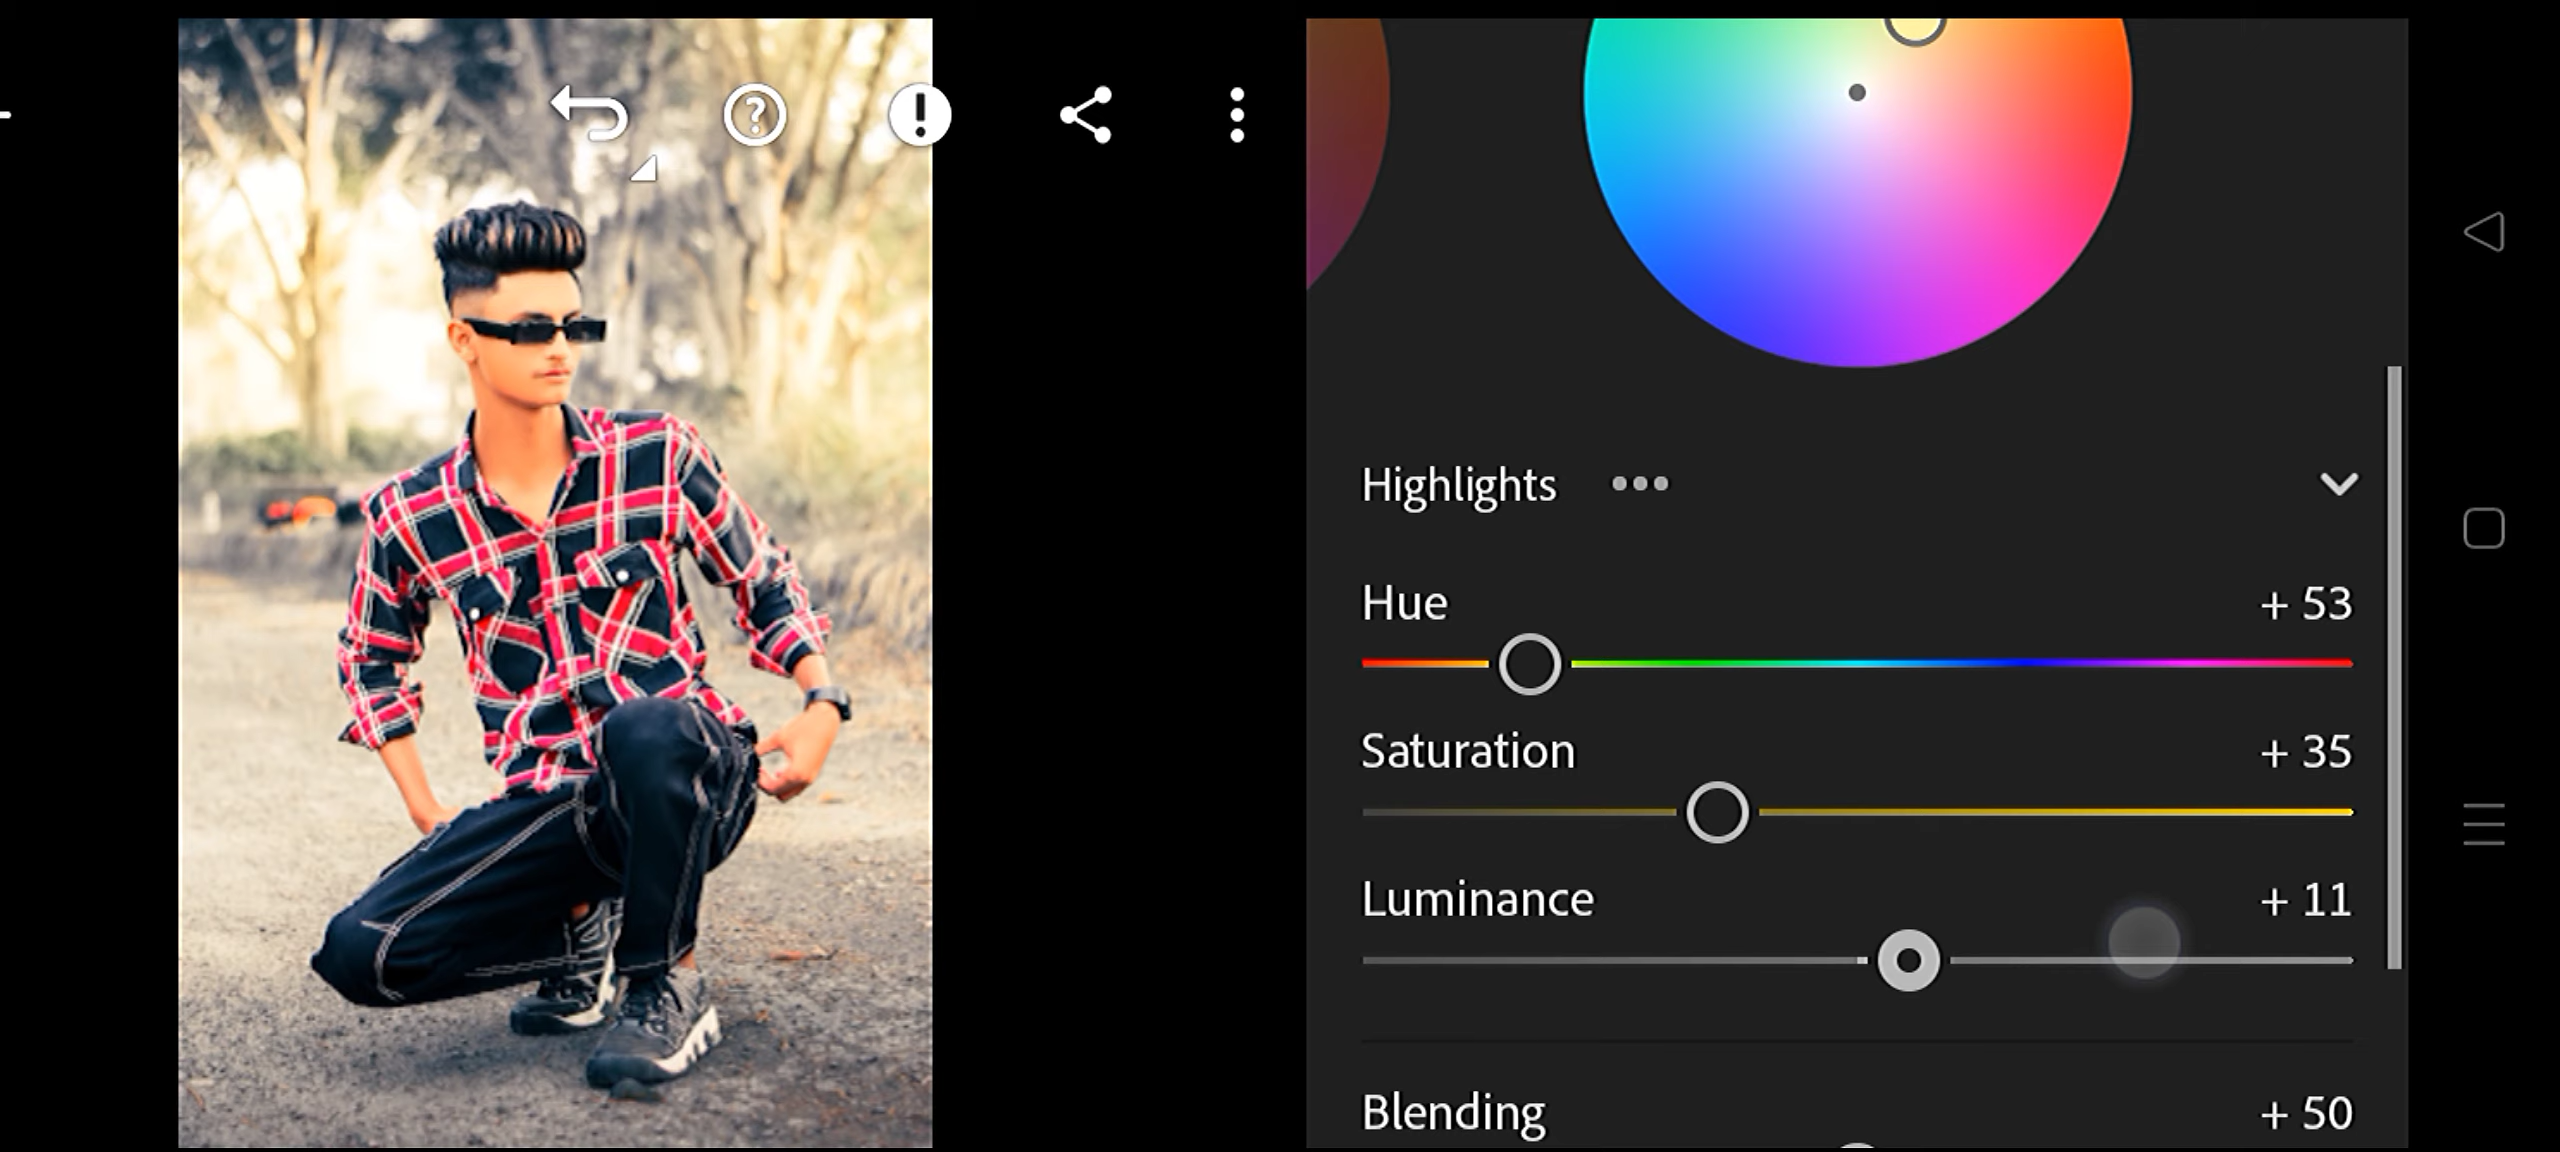 Highlights
Hue + 53
Saturation + 35
Luminance + 11
Blending + 50